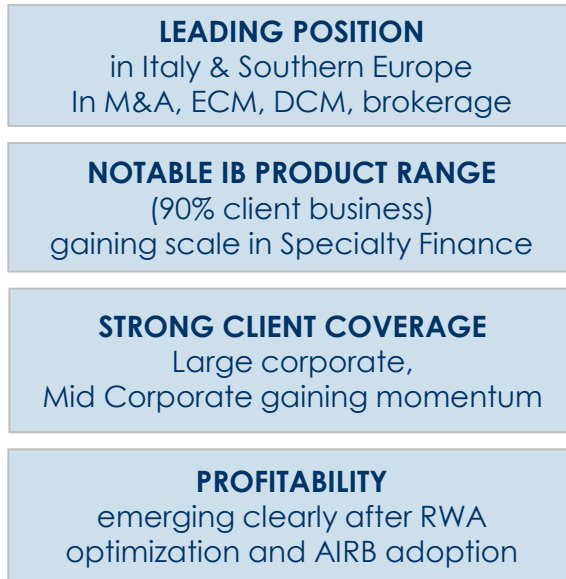 LEADING POSITION
in Italy & Southern Europe
In M&A, ECM, DCM, brokerage
NOTABLE IB PRODUCT RANGE
(90% client business)
gaining scale in Specialty Finance
STRONG CLIENT COVERAGE
Large corporate,
Mid Corporate gaining momentum
PROFITABILITY
emerging clearly after RWA
optimization and AIRB adoption